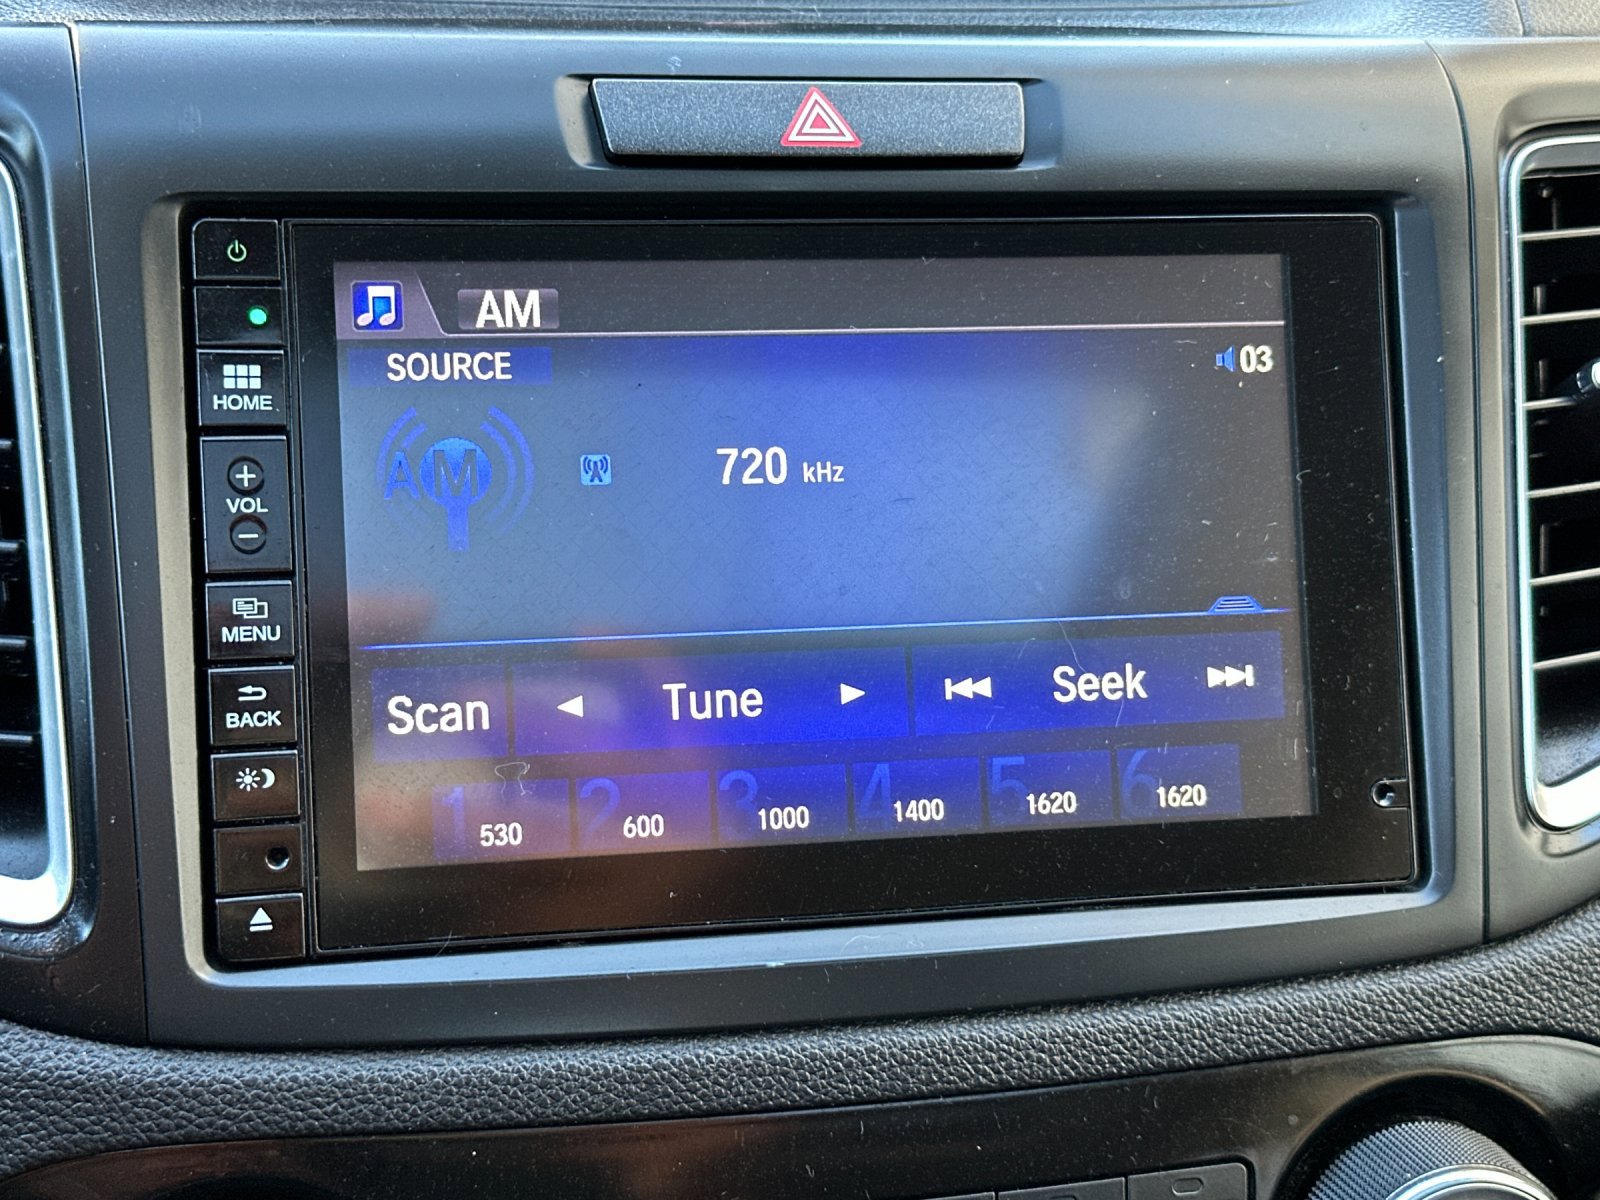 AM
SOURCE
03
AM
720 kHz
HOME
+
VOL
−
MENU
BACK
Scan
Tune
Seek
1 530
2 600
3 1000
4 1400
5 1620
6 1620